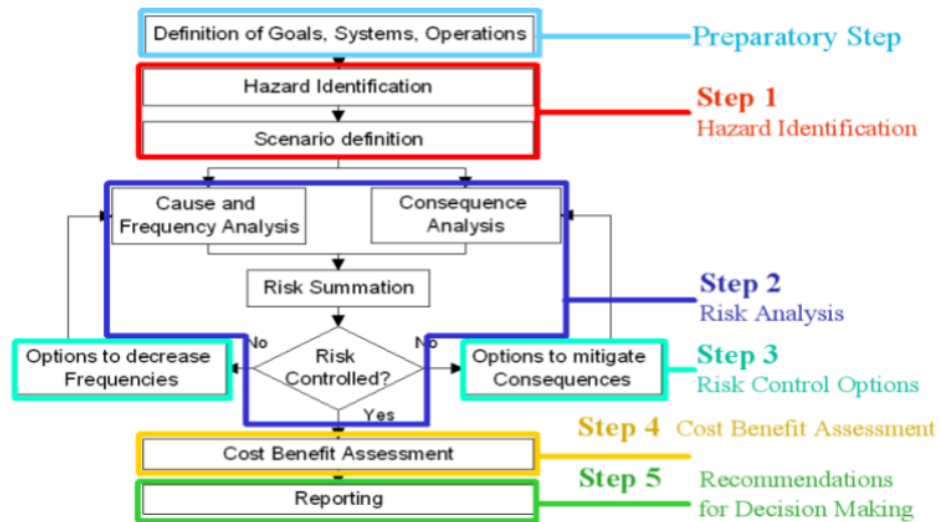 Definition of Goals, Systems, Operations
Preparatory Step
Hazard Identification
Step 1
Hazard Identification
Scenario definition
Cause and
Frequency Analysis
Consequence
Analysis
Risk Summation
Step 2
Risk Analysis
No
No
Options to decrease
Frequencies
Risk
Controlled?
Options to mitigate
Consequences
Step 3
Risk Control Options
Yes
Step 4 Cost Benefit Assessment
Cost Benefit Assessment
Step 5 Recommendations
for Decision Making
Reporting